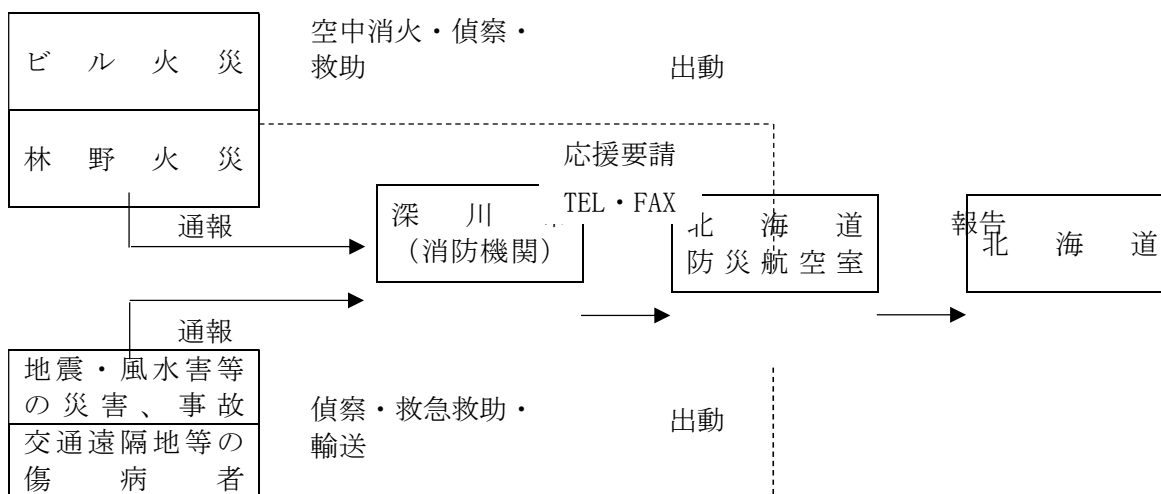 ビル火災
空中消火・偵察・
救助
出動
林野火災
応援要請
TEL・FAX
通報
深川
（消防機関）
北海道
防災航空室
報告
北海道
通報
地震・風水害等
の災害、事故
交通遠隔地等の
傷病者
偵察・救急救助・
輸送
出動